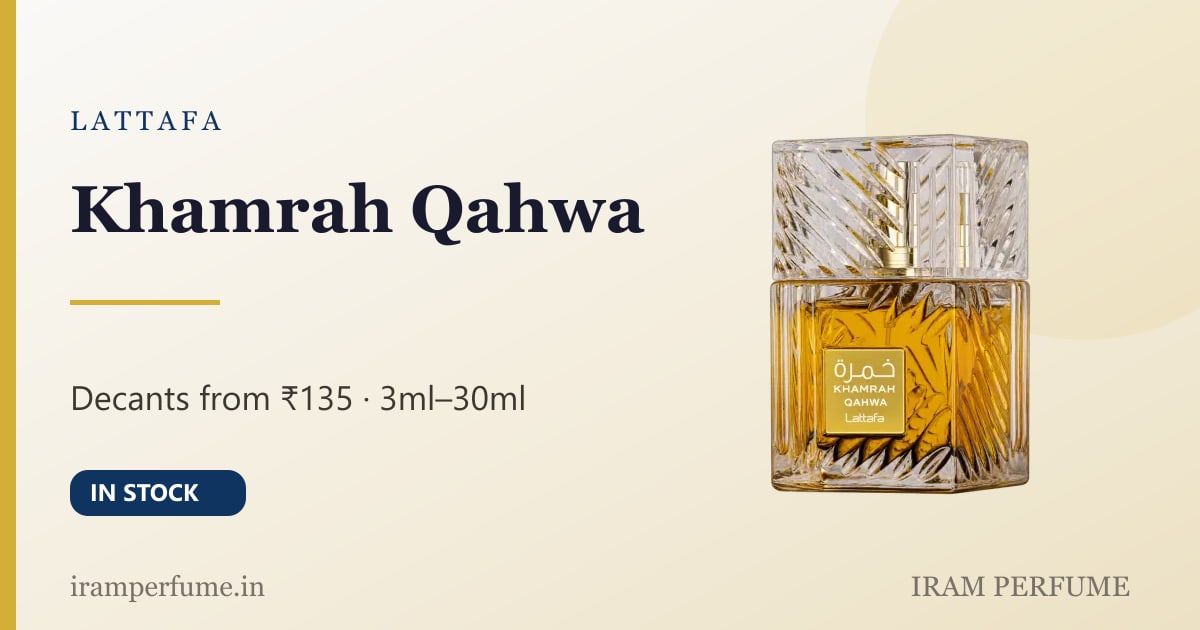 LATTAFA
Khamrah Qahwa
Decants from ₹135 · 3ml–30ml
IN STOCK
iramperfume.in
خمرة
KHAMRAH
QAHWA
Lattafa
IRAM PERFUME